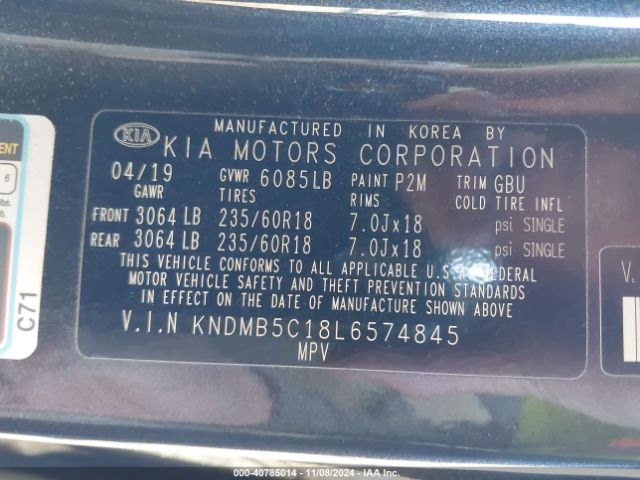 MANUFACTURED IN KOREA BY
KIA KIA MOTORS CORPORATION
04/19 GVWR 6085LB PAINT P2M TRIM GBU
GAWR TIRES RIMS COLD TIRE INFL
FRONT 3064 LB 235/60R18 7.0Jx18 psi SINGLE
REAR 3064 LB 235/60R18 7.0Jx18 psi SINGLE
THIS VEHICLE CONFORMS TO ALL APPLICABLE U.S.A. FEDERAL
MOTOR VEHICLE SAFETY AND THEFT PREVENTION STANDARDS
IN EFFECT ON THE DATE OF MANUFACTURE SHOWN ABOVE
V.I.N KNDMB5C18L6574845
MPV
6
lbs.
C71
V.
000-40785014 - 11/08/2024 - IAA Inc.